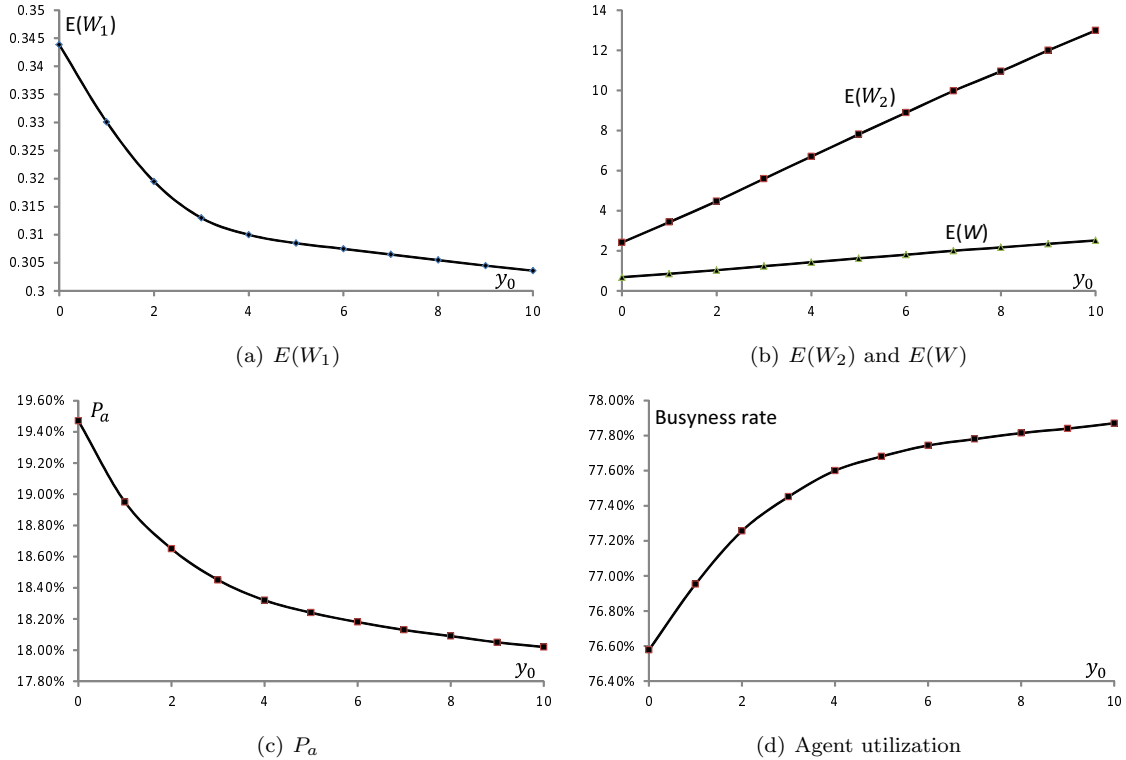 E(W₁)
0.35
0.345
0.34
0.335
0.33
0.325
0.32
0.315
0.31
0.305
0.3
0 2 4 6 8 10
y₀
(a) E(W₁)
14
12
10
8
6
4
2
0
E(W₂)
E(W)
y₀
0 2 4 6 8 10
(b) E(W₂) and E(W)
19.60%
19.40%
19.20%
19.00%
18.80%
18.60%
18.40%
18.20%
18.00%
17.80%
Pₐ
y₀
0 2 4 6 8 10
(c) Pₐ
78.00%
77.80%
77.60%
77.40%
77.20%
77.00%
76.80%
76.60%
76.40%
Busyness rate
y₀
0 2 4 6 8 10
(d) Agent utilization